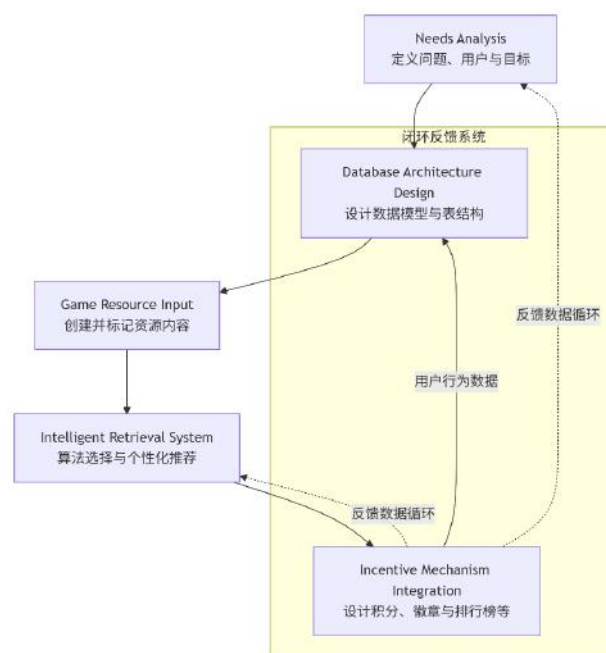 Needs Analysis
定义问题、用户与目标
闭环反馈系统
Database Architecture
Design
设计数据模型与表结构
Game Resource Input
创建并标记资源内容
反馈数据循环
用户行为数据
Intelligent Retrieval System
算法选择与个性化推荐
反馈数据循环
Incentive Mechanism
Integration
设计积分、徽章与排行榜等